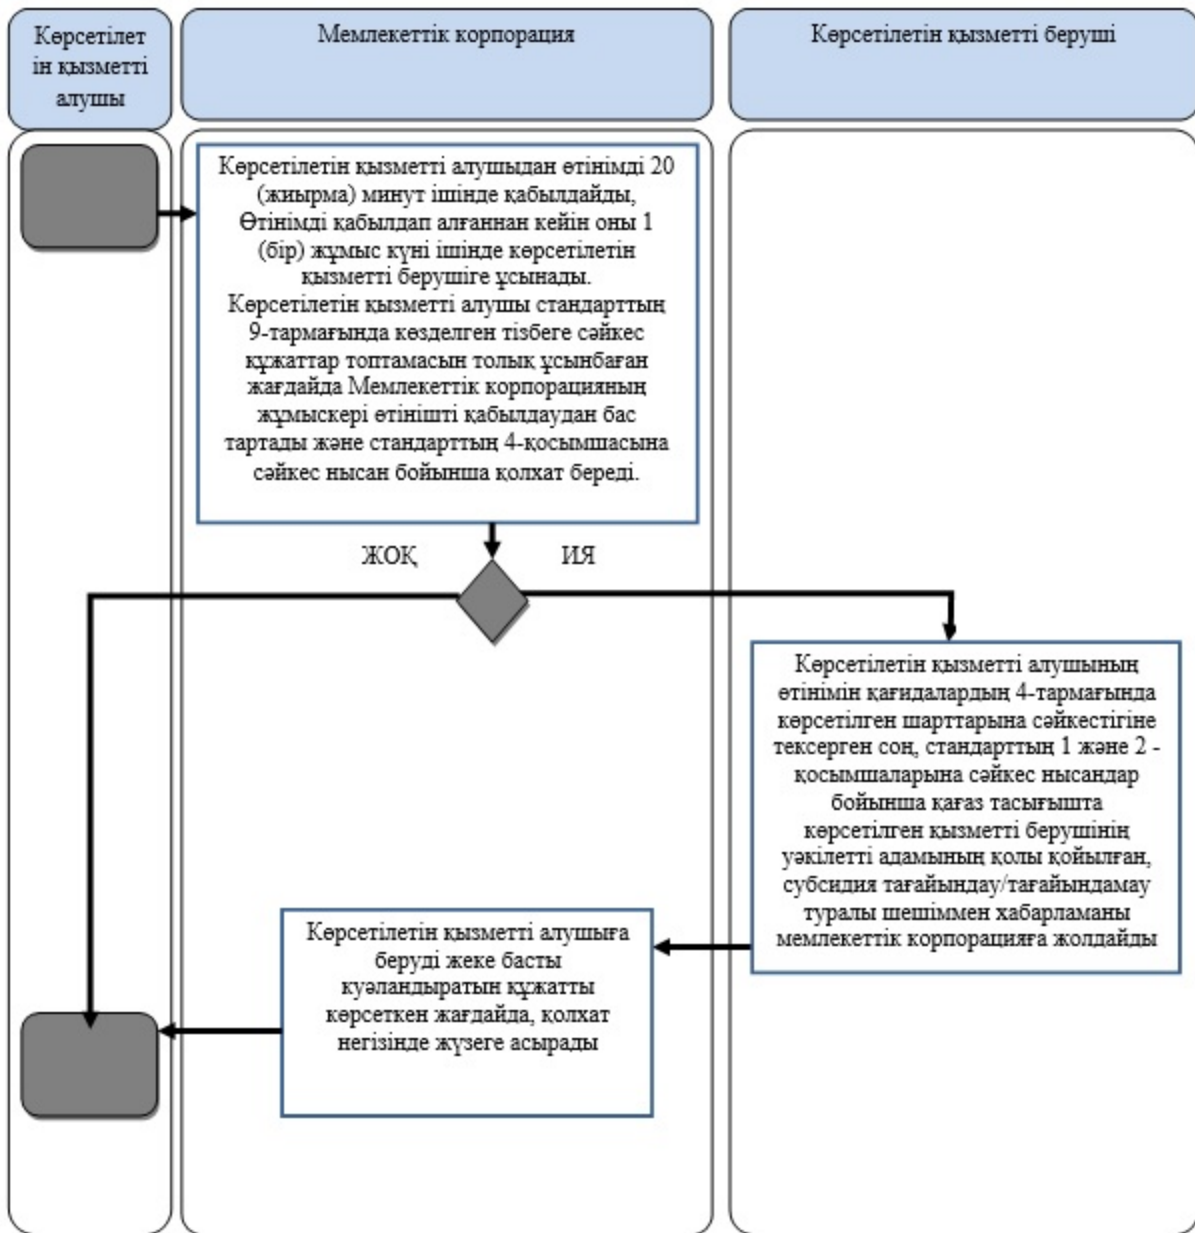 Көрсетілет
ін қызметті
алушы
Мемлекеттік корпорация
Көрсетілетін қызметті беруші
Көрсетілетін қызметті алушыдан өтінімді 20
(жиырма) минут ішінде қабылдайды,
Өтінімді қабылдап алғаннан кейін оны 1
(бір) жұмыс күні ішінде көрсетілетін
қызметті берушіге ұсынады.
Көрсетілетін қызметті алушы стандарттың
9-тармағында көзделген тізбеге сәйкес
құжаттар топтамасын толық ұсынбаған
жағдайда Мемлекеттік корпорацияның
жұмыскері өтінішті қабылдаудан бас
тартады және стандарттың 4-қосымшасына
сәйкес нысан бойынша қолхат береді.
ЖОҚ
ИЯ
Көрсетілетін қызметті алушының
өтінімін қағидалардың 4-тармағында
көрсетілген шарттарына сәйкестігіне
тексерген соң, стандарттың 1 және 2 -
қосымшаларына сәйкес нысандар
бойынша қағаз тасығышта
көрсетілген қызметті берушінің
уәкілетті адамының қолы қойылған,
субсидия тағайындау/тағайындамау
туралы шешіммен хабарламаны
мемлекеттік корпорацияға жолдайды
Көрсетілетін қызметті алушыға
беруді жеке басты
куәландыратын құжатты
көрсеткен жағдайда, қолхат
негізінде жүзеге асырады